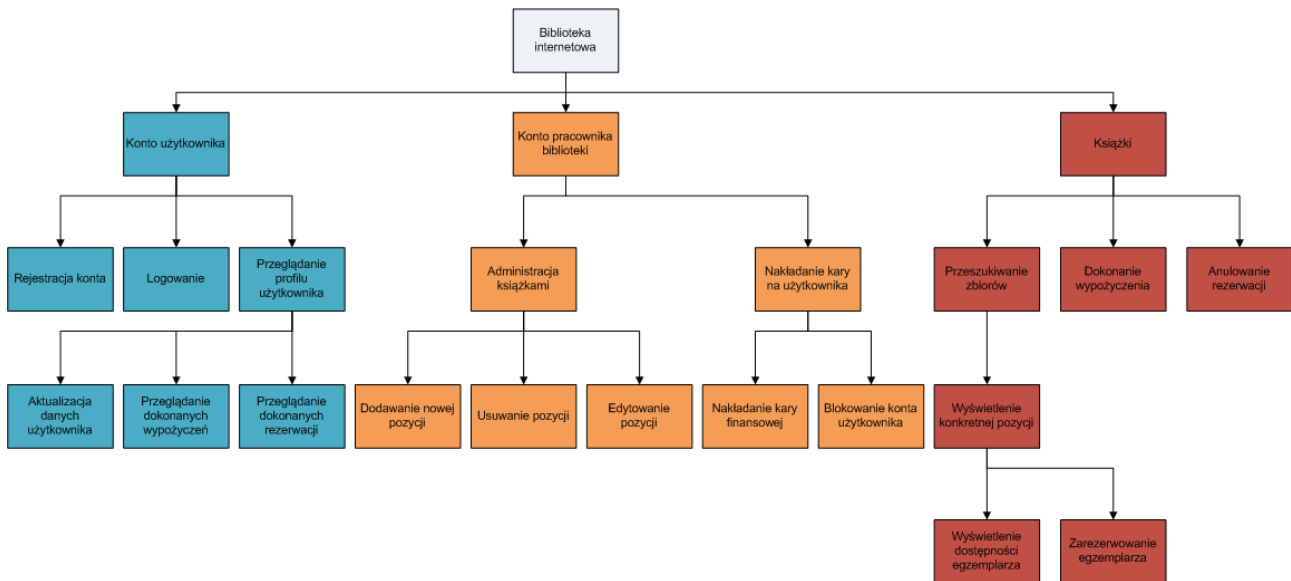 Biblioteka
internetowa
Konto użytkownika
Konto pracownika
biblioteki
Książki
Rejestracja konta
Logowanie
Przeglądanie
profilu
użytkownika
Administracja
książkami
Nakładanie kary
na użytkownika
Przeszukiwanie
zbiorów
Dokonanie
wypożyczenia
Anulowanie
rezerwacji
Aktualizacja
danych
użytkownika
Przeglądanie
dokonanych
wypożyczeń
Przeglądanie
dokonanych
rezerwacji
Dodawanie nowej
pozycji
Usuwanie pozycji
Edytowanie
pozycji
Nakładanie kary
finansowej
Blokowanie konta
użytkownika
Wyświetlenie
konkretnej pozycji
Wyświetlenie
dostępności
egzemplarza
Zarezerwowanie
egzemplarza